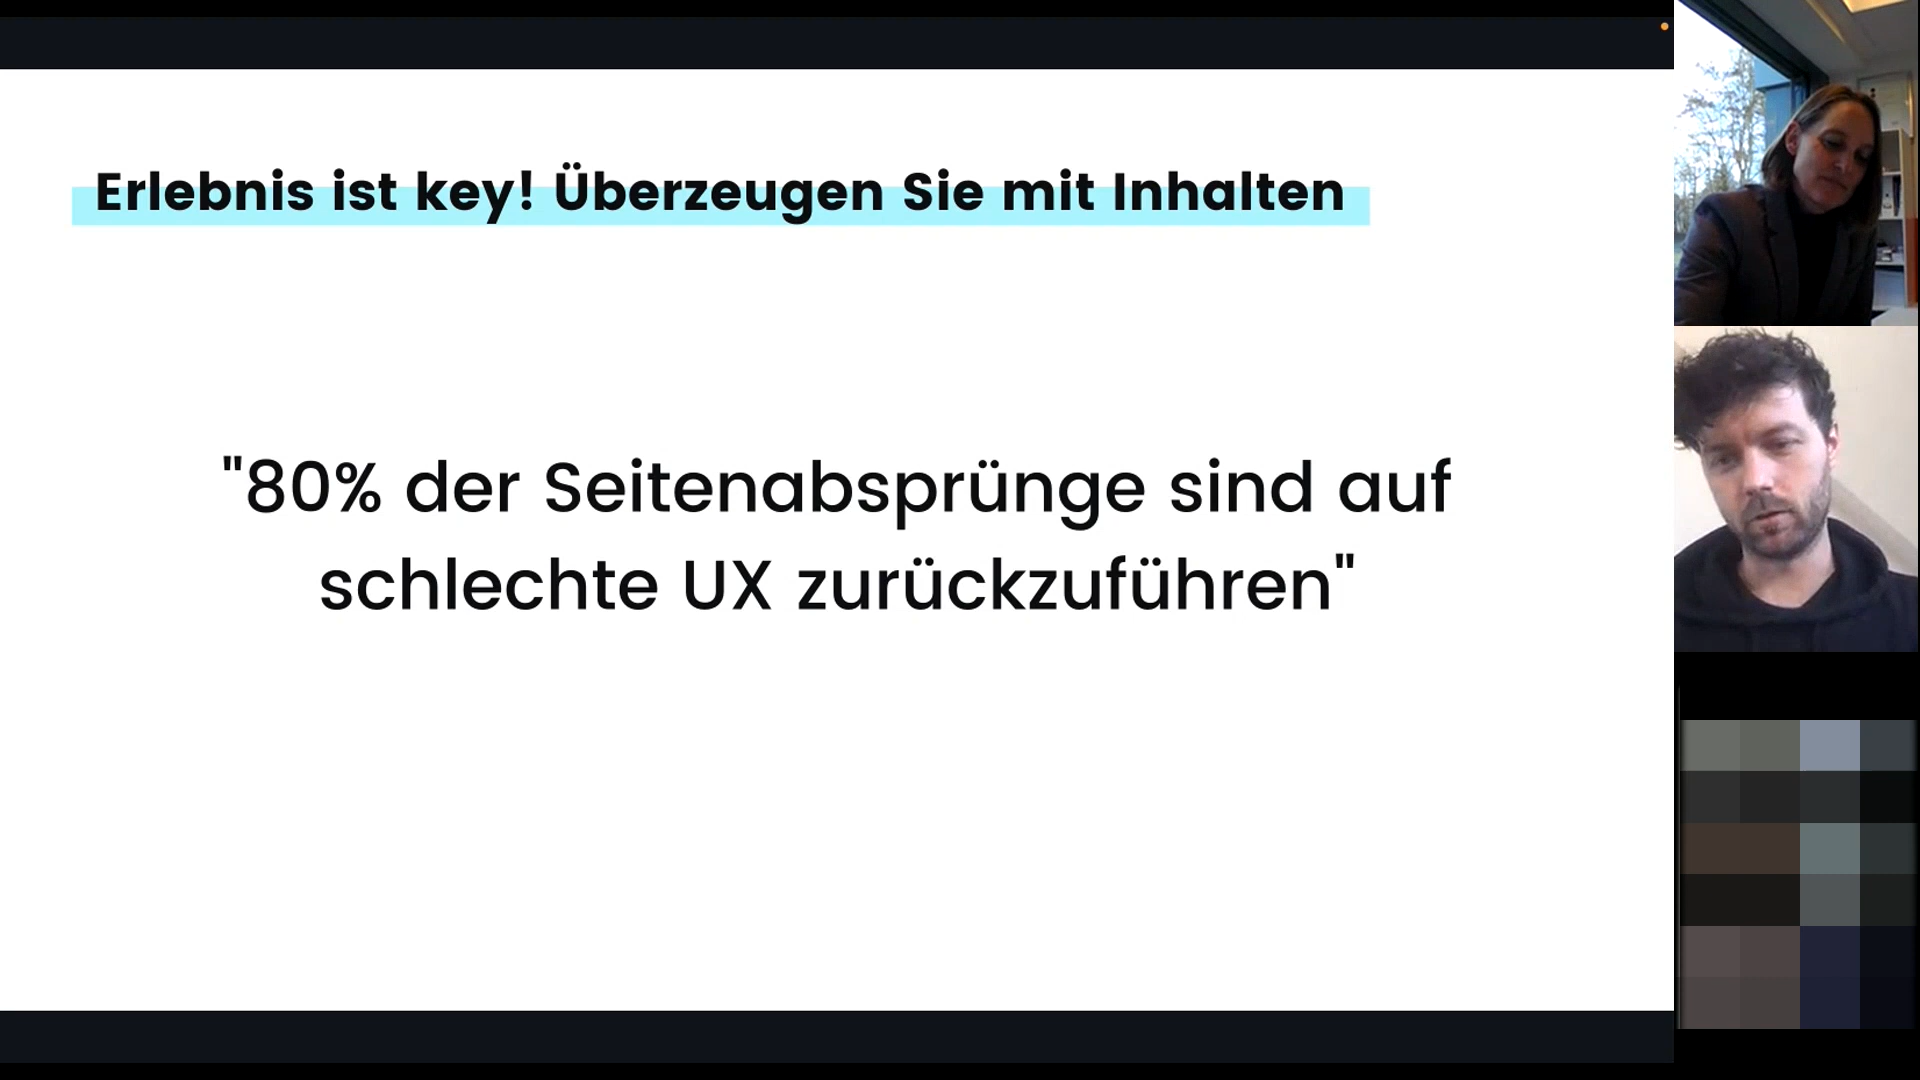 Erlebnis ist key! Überzeugen Sie mit Inhalten
"80% der Seitenabsprünge sind auf
schlechte UX zurückzuführen"